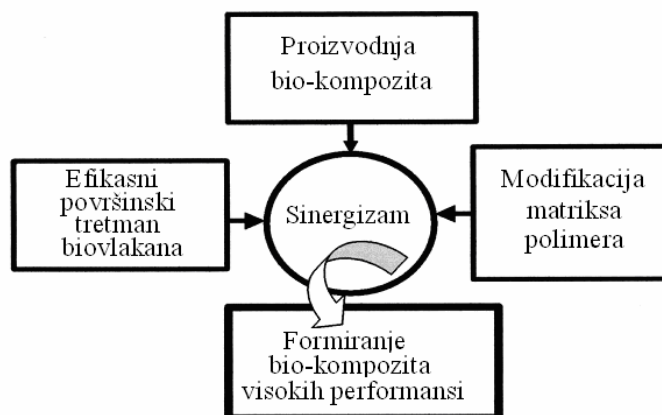 Proizvodnja
bio-kompozita
Efikasni
površinski
tretman
biovlakana
Sinergizam
Modifikacija
matriksa
polimera
Formiranje
bio-kompozita
visokih performansi